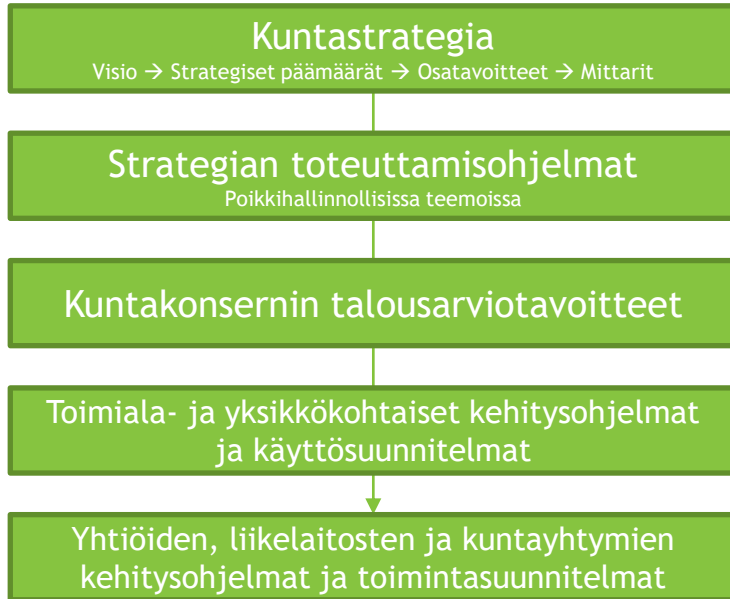 Kuntastrategia
Visio → Strategiset päämäärät → Osatavoitteet → Mittarit
Strategian toteuttamisohjelmat
Poikkihallinnollisissa teemoissa
Kuntakonsernin talousarviotavoitteet
Toimiala- ja yksikkökohtaiset kehitysohjelmat
ja käyttösuunnitelmat
Yhtiöiden, liikelaitosten ja kuntayhtymien
kehitysohjelmat ja toimintasuunnitelmat